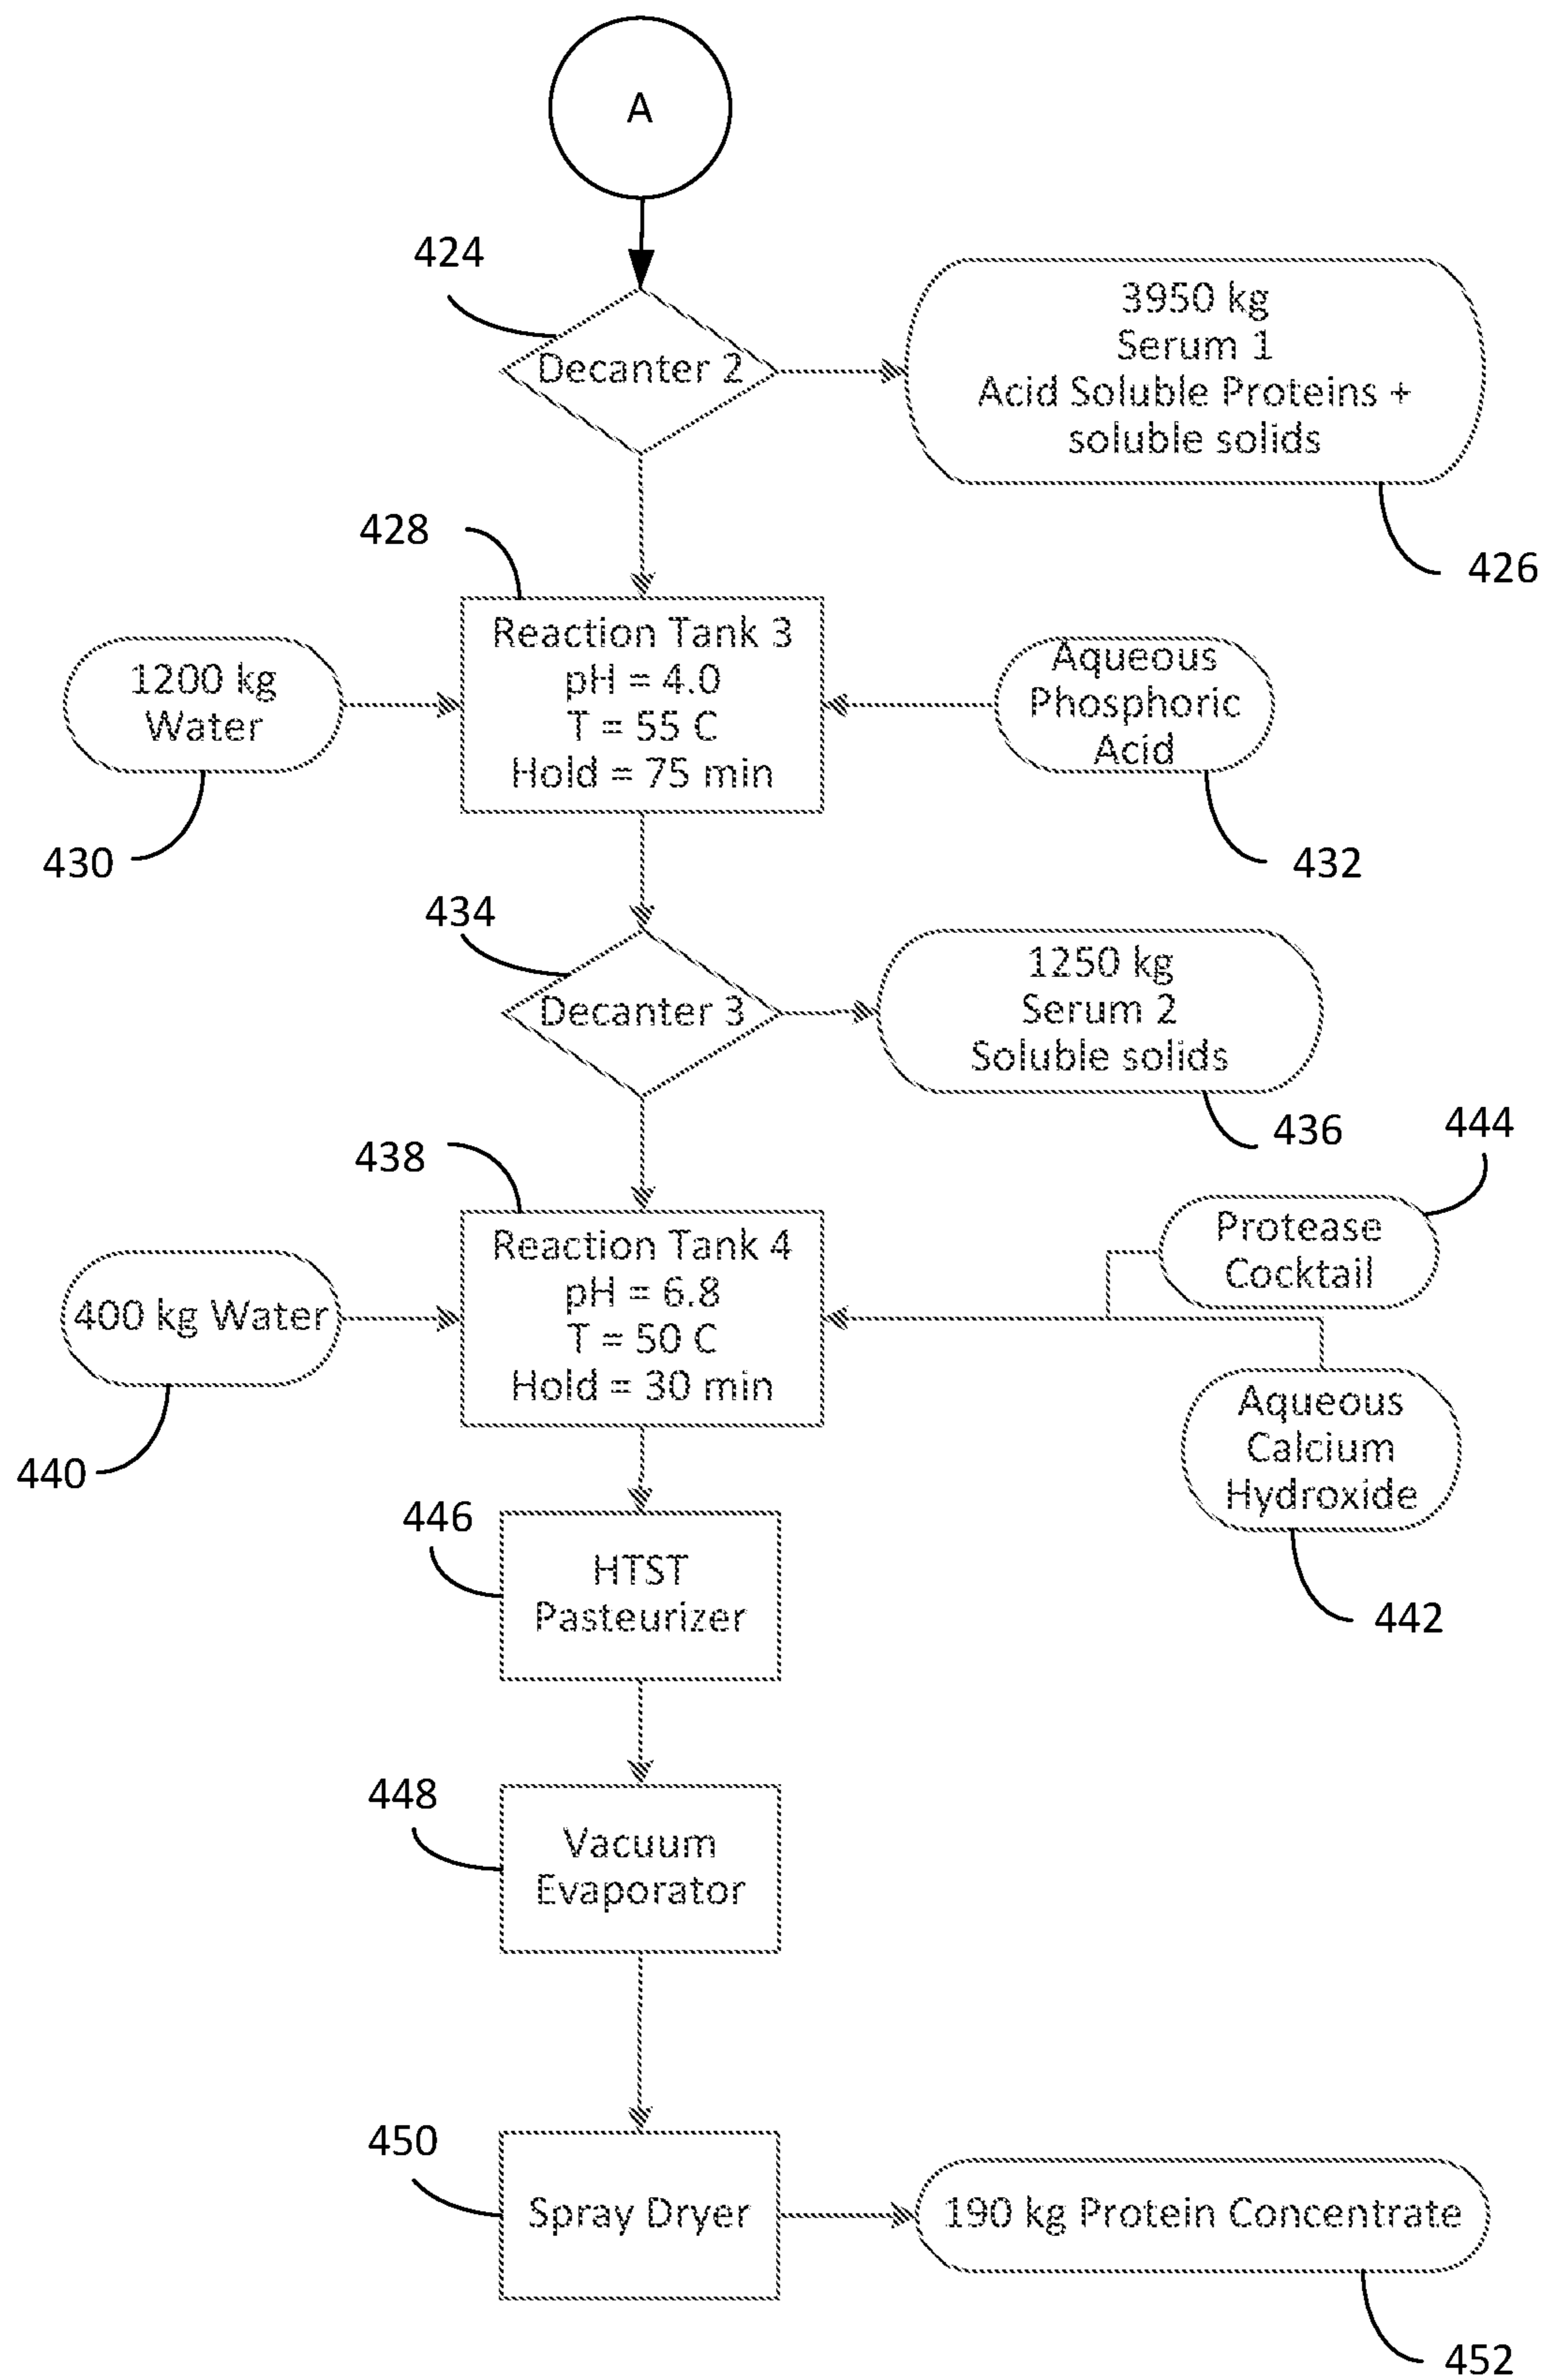 A
424
Decanter 2
3950 kg
Serum 1
Acid Soluble Proteins +
soluble solids
426
428
Reaction Tank 3
pH = 4.0
T = 55 C
Hold = 75 min
1200 kg
Water
430
Aqueous
Phosphoric
Acid
432
434
Decanter 3
1250 kg
Serum 2
Soluble solids
436
444
438
Reaction Tank 4
pH = 6.8
T = 50 C
Hold = 30 min
400 kg Water
440
Protease
Cocktail
Aqueous
Calcium
Hydroxide
442
446
HTST
Pasteurizer
448
Vacuum
Evaporator
450
Spray Dryer
190 kg Protein Concentrate
452